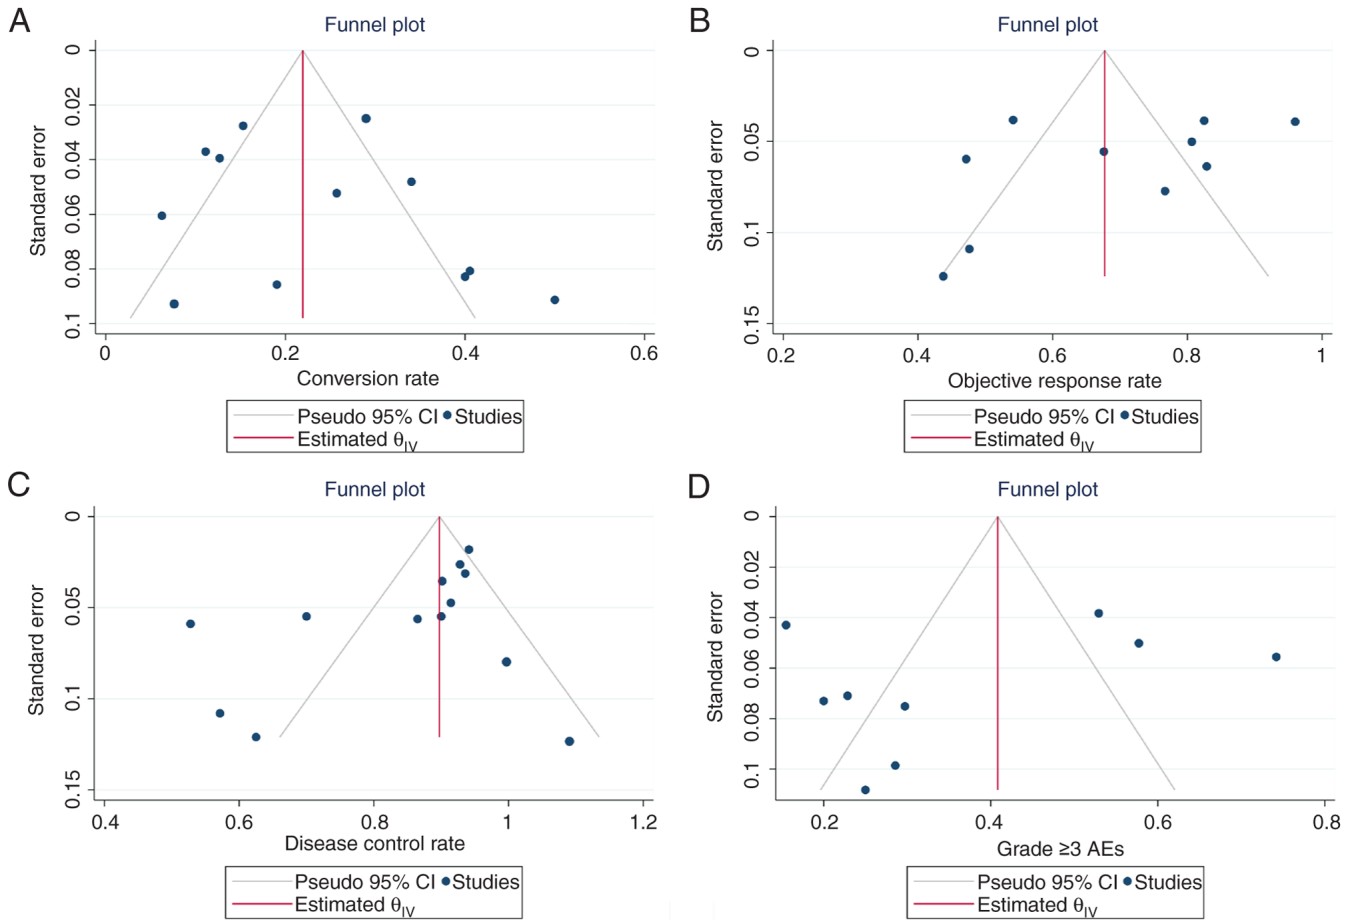 A
Funnel plot
0
0.02
0.04
0.06
0.08
0.1
Standard error
0 0.2 0.4 0.6
Conversion rate
Pseudo 95% CI Studies
Estimated θIV
B
Funnel plot
0
0.05
0.1
0.15
Standard error
0.2 0.4 0.6 0.8 1
Objective response rate
Pseudo 95% CI Studies
Estimated θIV
C
Funnel plot
0
0.05
0.1
0.15
Standard error
0.4 0.6 0.8 1 1.2
Disease control rate
Pseudo 95% CI Studies
Estimated θIV
D
Funnel plot
0
0.02
0.04
0.06
0.08
0.1
Standard error
0.2 0.4 0.6 0.8
Grade ≥3 AEs
Pseudo 95% CI Studies
Estimated θIV